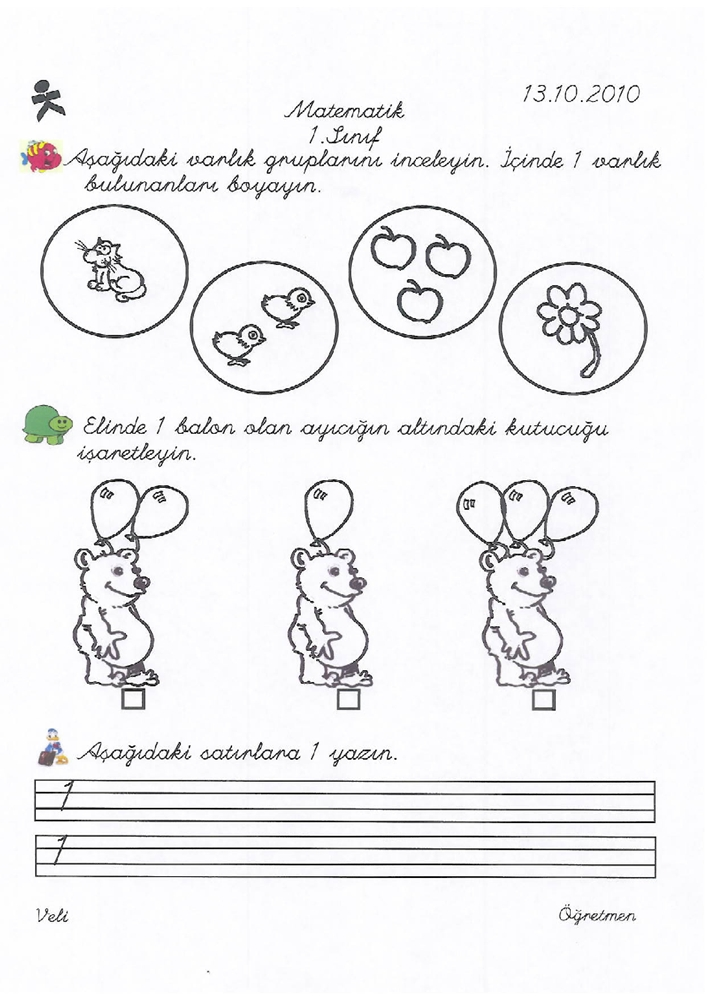 13.10.2010
Matematik
1.Sınıf
Aşağıdaki varlık gruplarını inceleyin. İçinde 1 varlık
bulunanları boyayın.
Elinde 1 balon olan ayıcığın altındaki kutucuğu
işaretleyin.
Aşağıdaki satırlara 1 yazın.
1
1
Veli
Öğretmen